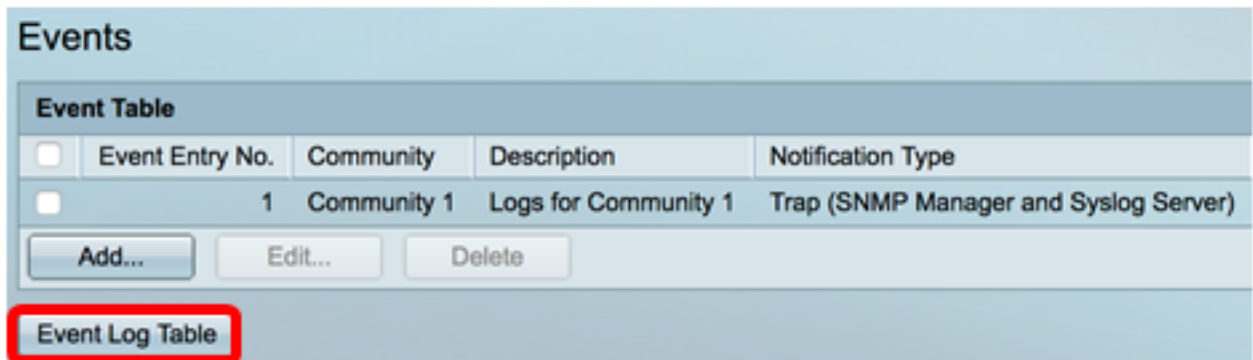 Events
Event Table
Event Entry No. Community Description Notification Type
1 Community 1 Logs for Community 1 Trap (SNMP Manager and Syslog Server)
Add... Edit... Delete
Event Log Table